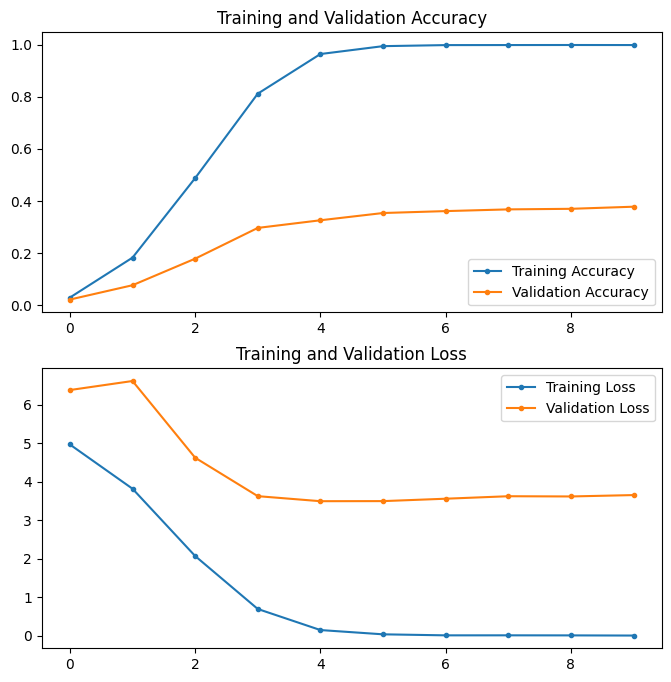 Training and Validation Accuracy
1.0
0.8
0.6
0.4
0.2
0.0
Training Accuracy
Validation Accuracy
0 2 4 6 8
Training and Validation Loss
6
5
4
3
2
1
0
Training Loss
Validation Loss
0 2 4 6 8